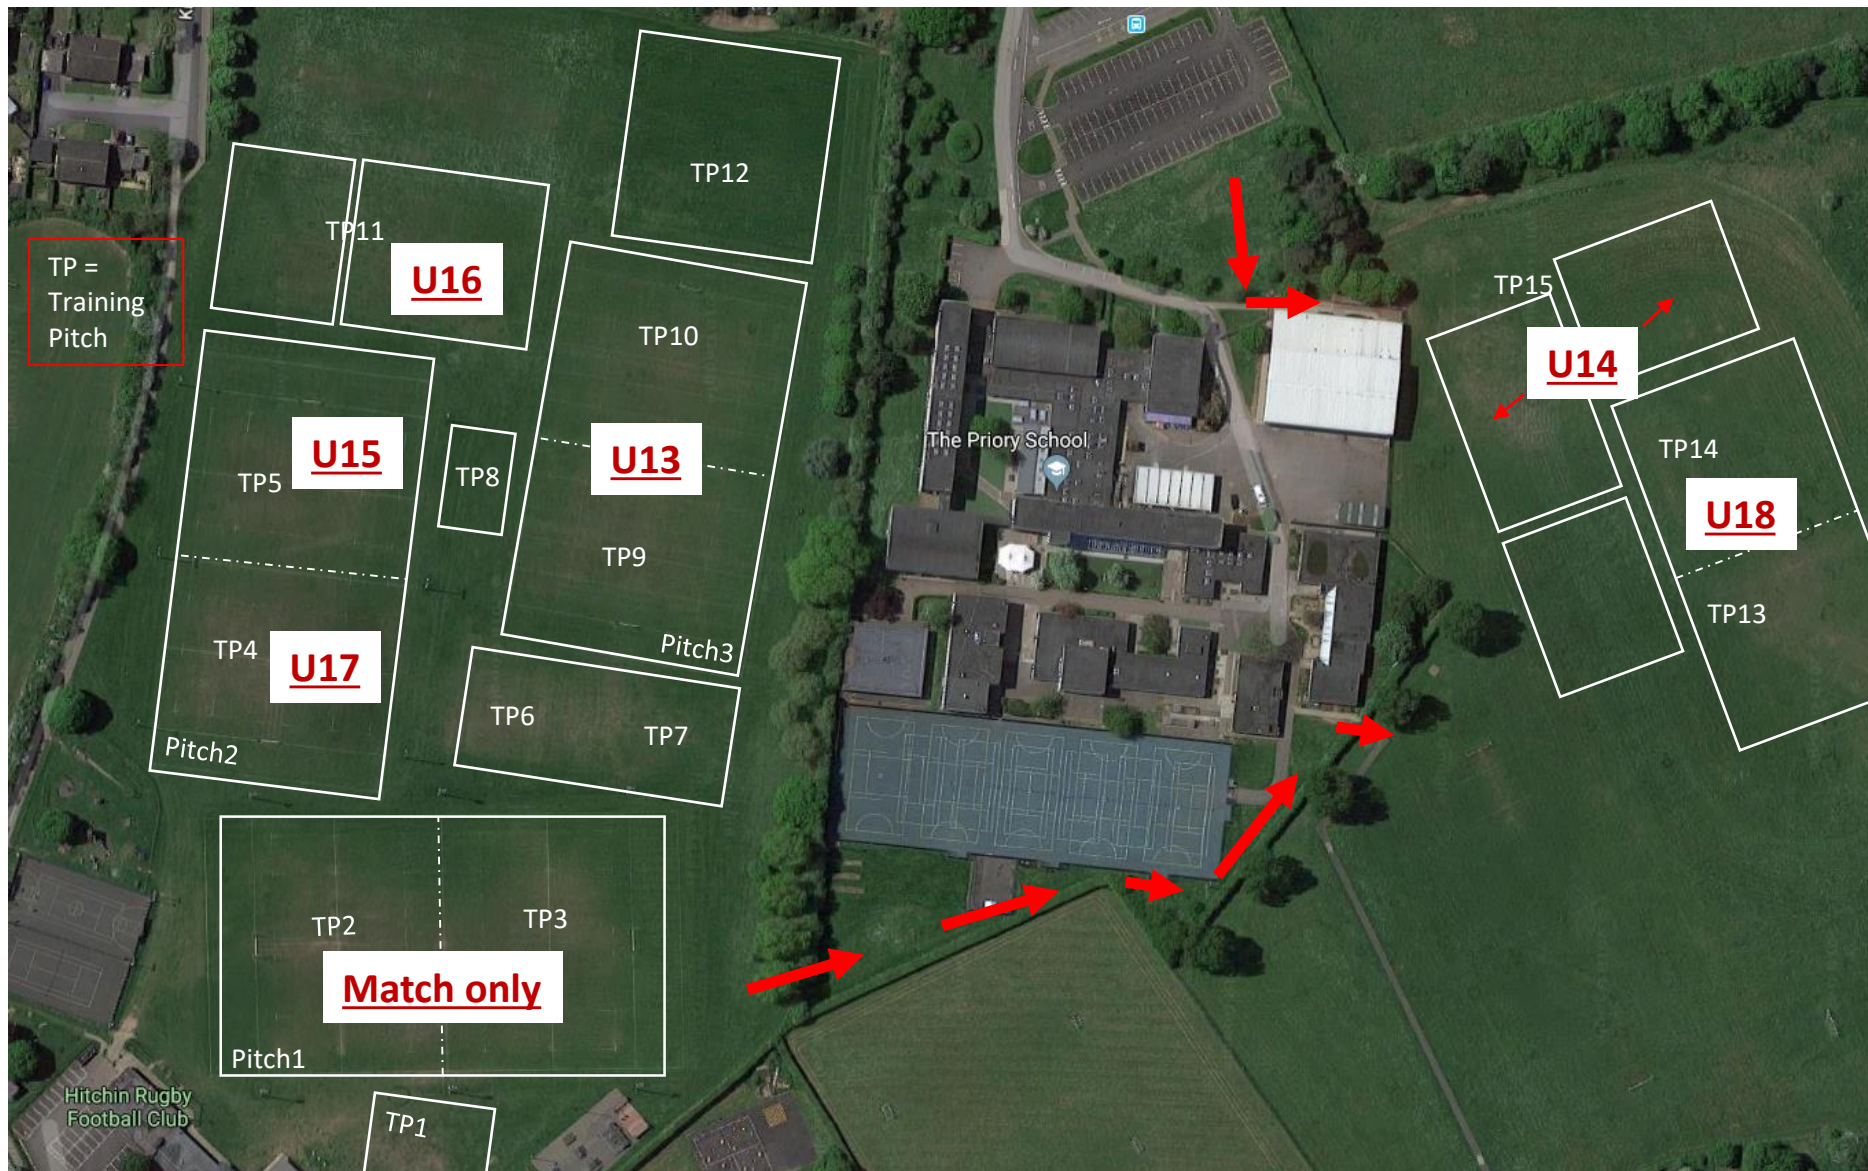 K
TP12
TP11
U16
TP =
Training
Pitch
TP15
TP10
U14
U15
U13
The Priory School
TP5
TP8
TP14
U18
TP9
TP13
TP4
U17
Pitch3
TP6
TP7
Pitch2
TP2
TP3
Match only
Pitch1
Hitchin Rugby
Football Club
TP1